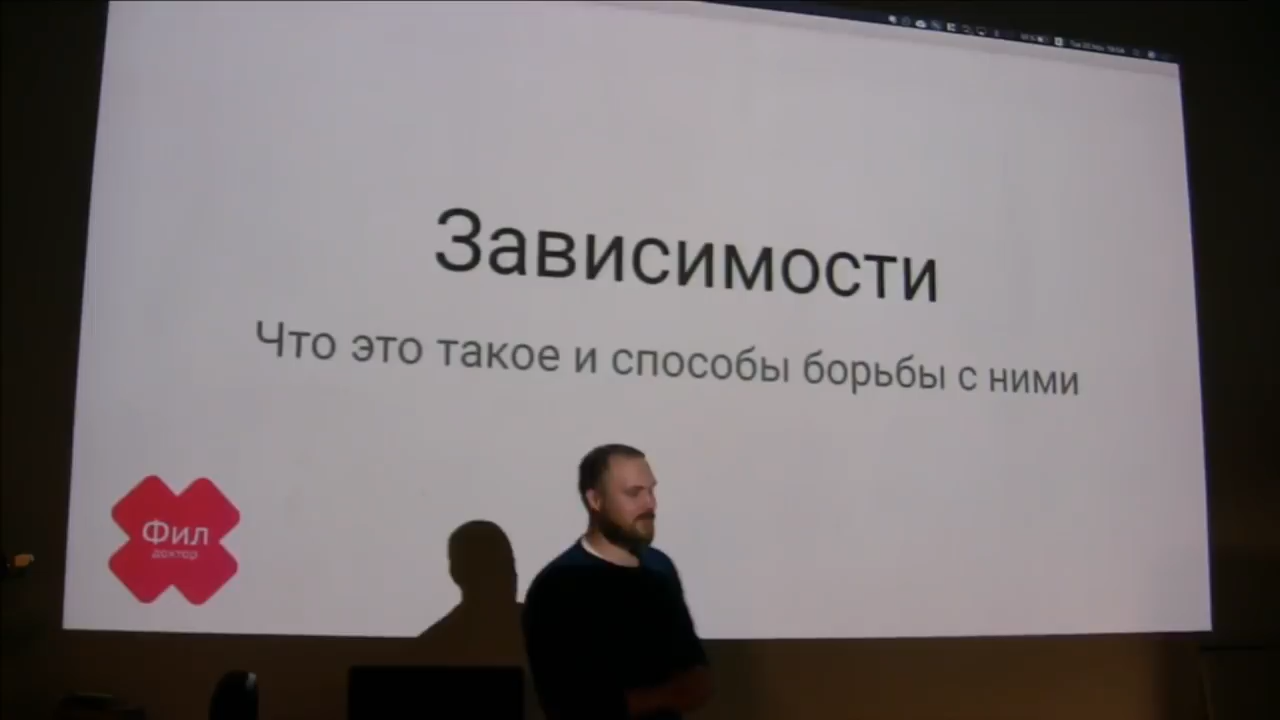 Зависимости
Что это такое и способы борьбы с ними
Фил
доктор